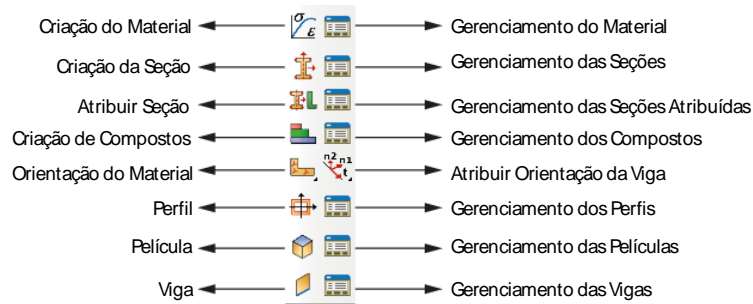 Criação do Material σ ε Gerenciamento do Material
Criação da Seção Gerenciamento das Seções
Atribuir Seção Gerenciamento das Seções Atribuídas
Criação de Compostos Gerenciamento dos Compostos
Orientação do Material n2 n1 t Atribuir Orientação da Viga
Perfil Gerenciamento dos Perfis
Película Gerenciamento das Películas
Viga Gerenciamento das Vigas